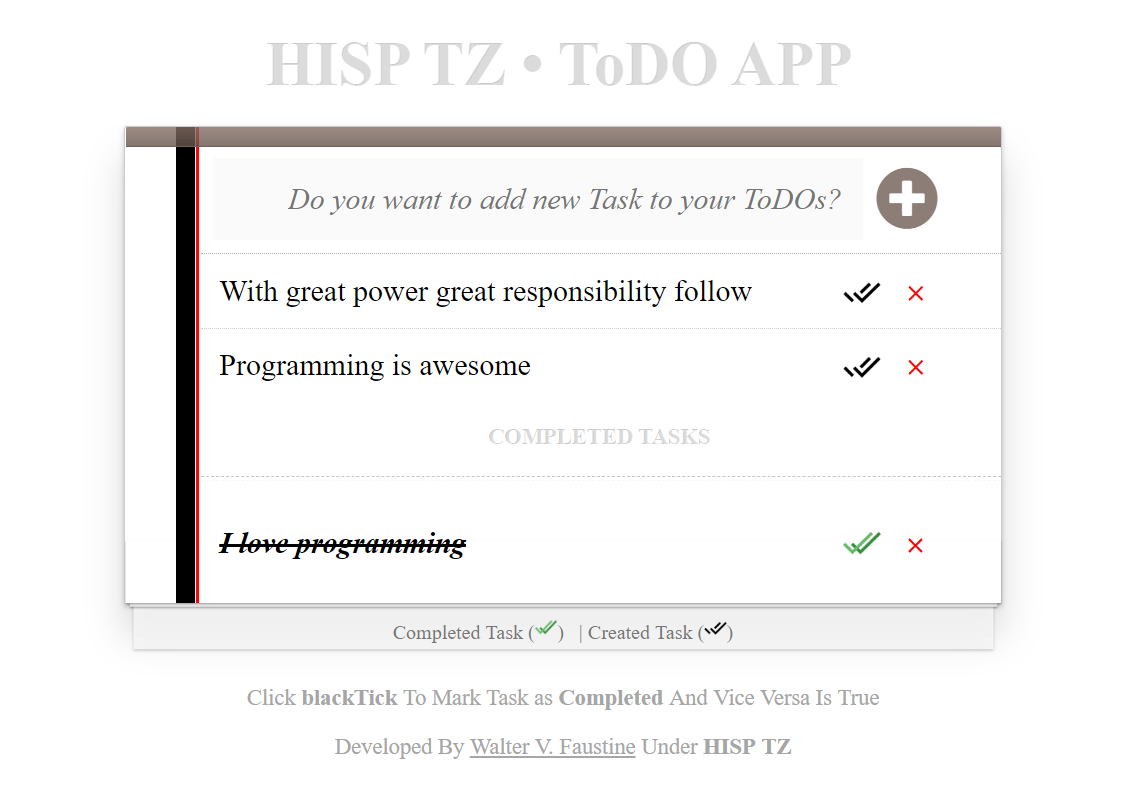 HISP TZ • ToDO APP
Do you want to add new Task to your ToDOs?
With great power great responsibility follow
Programming is awesome
COMPLETED TASKS
I love programming
Completed Task ( ) | Created Task ( )
Click blackTick To Mark Task as Completed And Vice Versa Is True
Developed By Walter V. Faustine Under HISP TZ